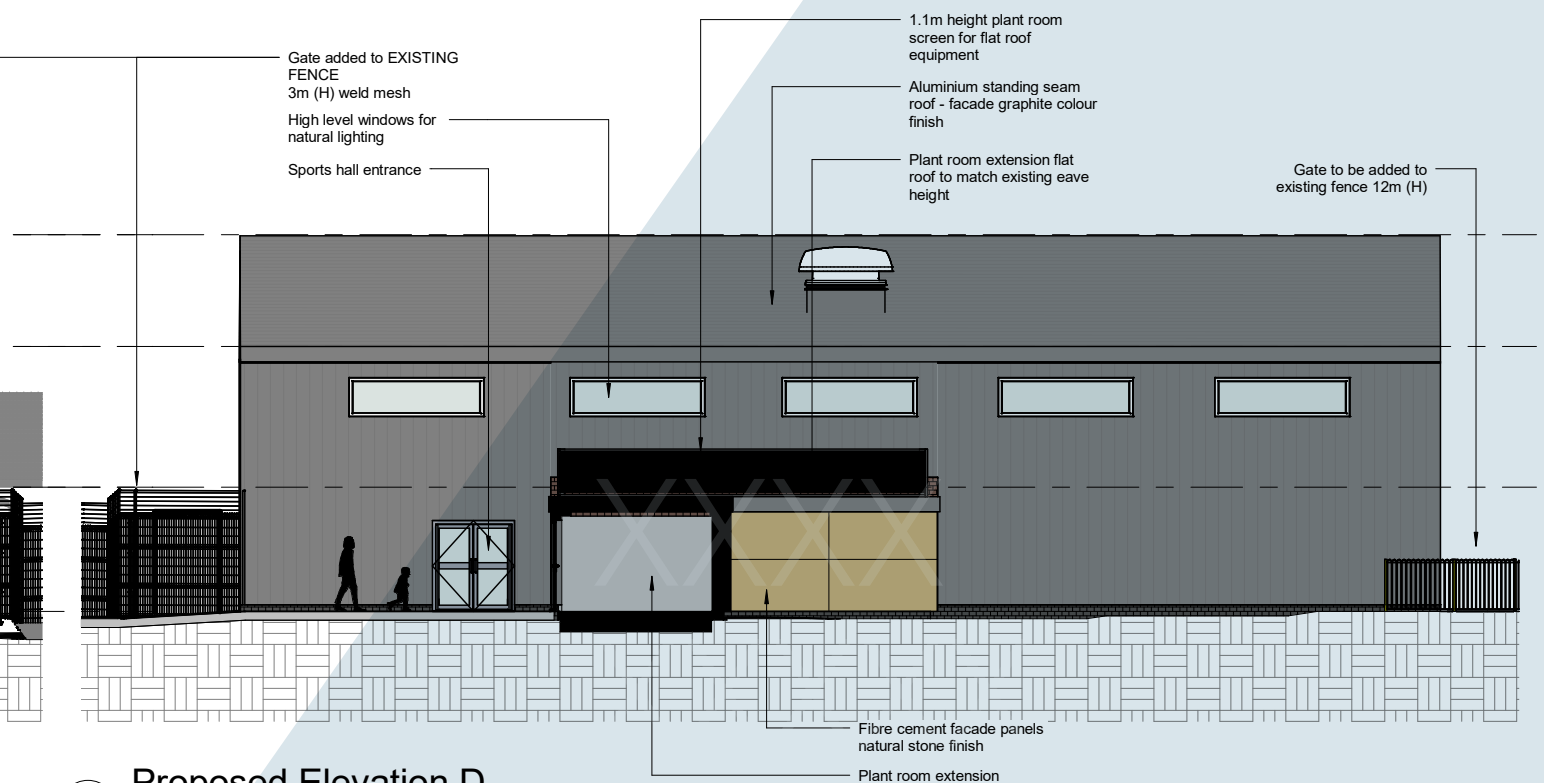 1.1m height plant room
screen for flat roof
equipment
Gate added to EXISTING
FENCE
3m (H) weld mesh
Aluminium standing seam
roof - facade graphite colour
finish
High level windows for
natural lighting
Sports hall entrance
Plant room extension flat
roof to match existing eave
height
Gate to be added to
existing fence 12m (H)
XXXX
Fibre cement facade panels
natural stone finish
Plant room extension
Proposed Elevation D